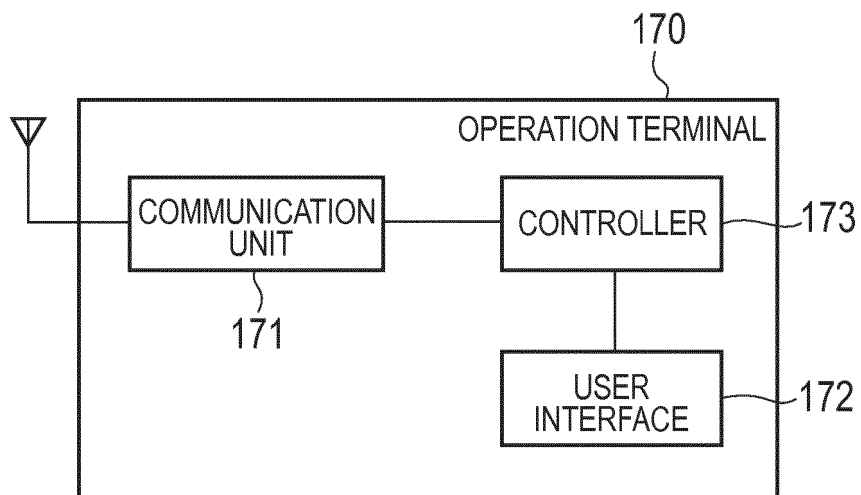 170
OPERATION TERMINAL
COMMUNICATION
UNIT
171
CONTROLLER
173
USER
INTERFACE
172